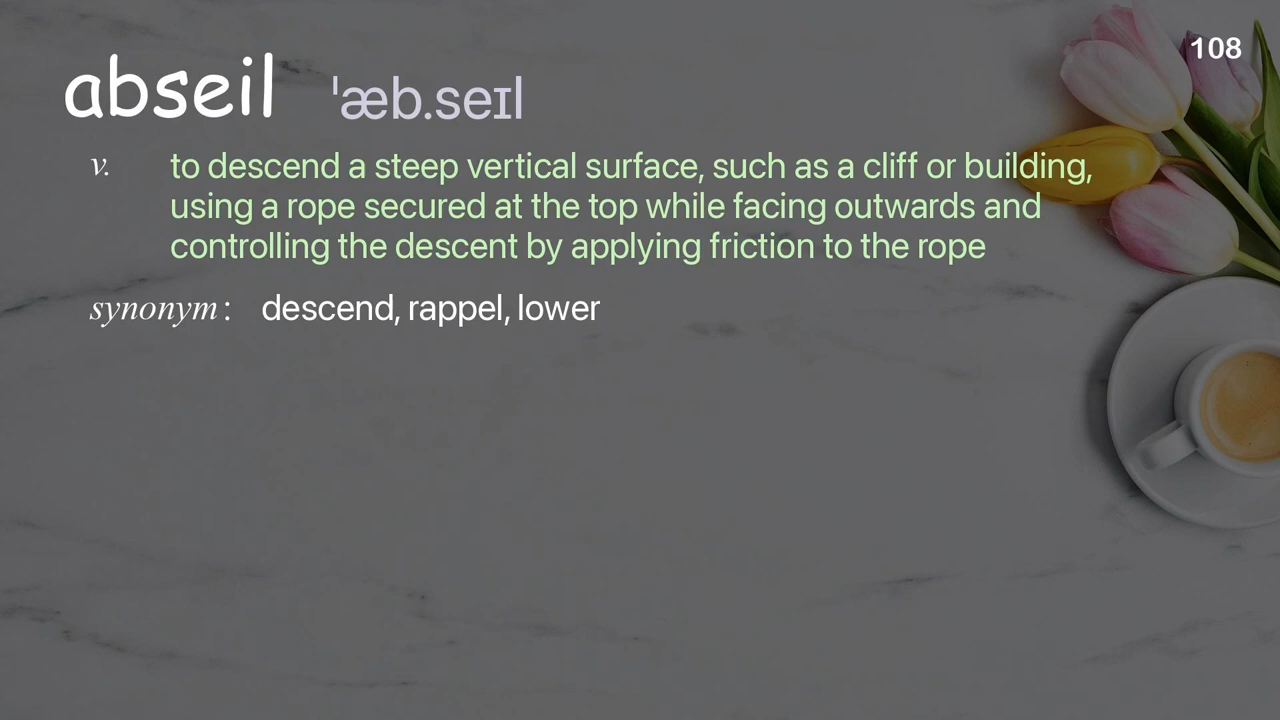 108
abseil ˈæb.seɪl
v. to descend a steep vertical surface, such as a cliff or building,
using a rope secured at the top while facing outwards and
controlling the descent by applying friction to the rope
synonym : descend, rappel, lower